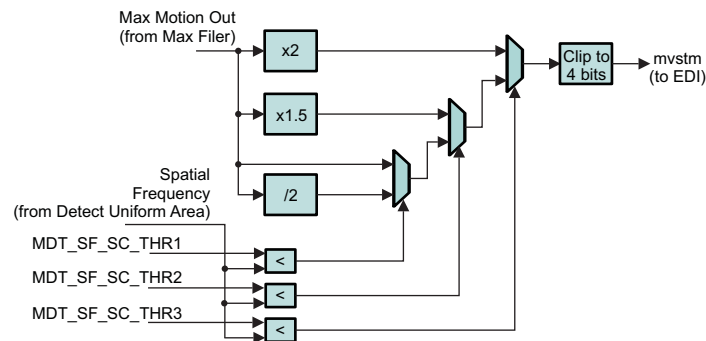 Max Motion Out
(from Max Filer)
x2
Clip to
4 bits
mvstm
(to EDI)
x1.5
Spatial
Frequency
(from Detect Uniform Area)
/2
MDT_SF_SC_THR1
<
MDT_SF_SC_THR2
<
MDT_SF_SC_THR3
<